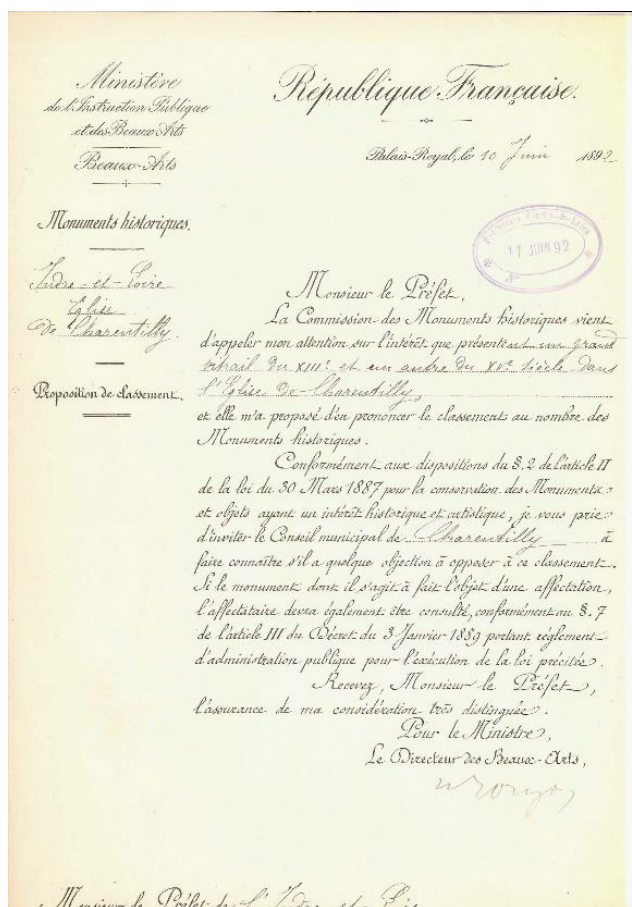 Ministère
de l'Instruction Publique
et des Beaux-Arts
Beaux-Arts
Monuments historiques.
Indre-et-Loire
Eglise
de Charentilly.
Proposition de classement.
République Française.
Palais-Royal, le 10 Juin 1892
11 JUIN 92
Monsieur le Préfet,
La Commission des Monuments historiques vient
d'appeler mon attention sur l'intérêt que présentent un grand
vitrail du XIIIe et un autre du XVe siècle dans
l'Eglise de Charentilly,
et elle m'a proposé d'en prononcer le classement au nombre des
Monuments historiques.
Conformément aux dispositions du §. 2 de l'article II
de la loi du 30 Mars 1887 pour la conservation des Monuments
et objets ayant un intérêt historique et artistique, je vous prie
d'inviter le Conseil municipal de Charentilly à
faire connaître s'il a quelque objection à opposer à ce classement.
Si le monument dont il s'agit à fait l'objet d'une affectation,
l'affectataire devra également être consulté, conformément au §. 7
de l'article III du Décret du 3 Janvier 1889 portant règlement
d'administration publique pour l'exécution de la loi précitée.
Recevez, Monsieur le Préfet,
l'assurance de ma considération très distinguée.
Pour le Ministre,
Le Directeur des Beaux-Arts,
Monsieur le Préfet de l'Indre-et-Loire